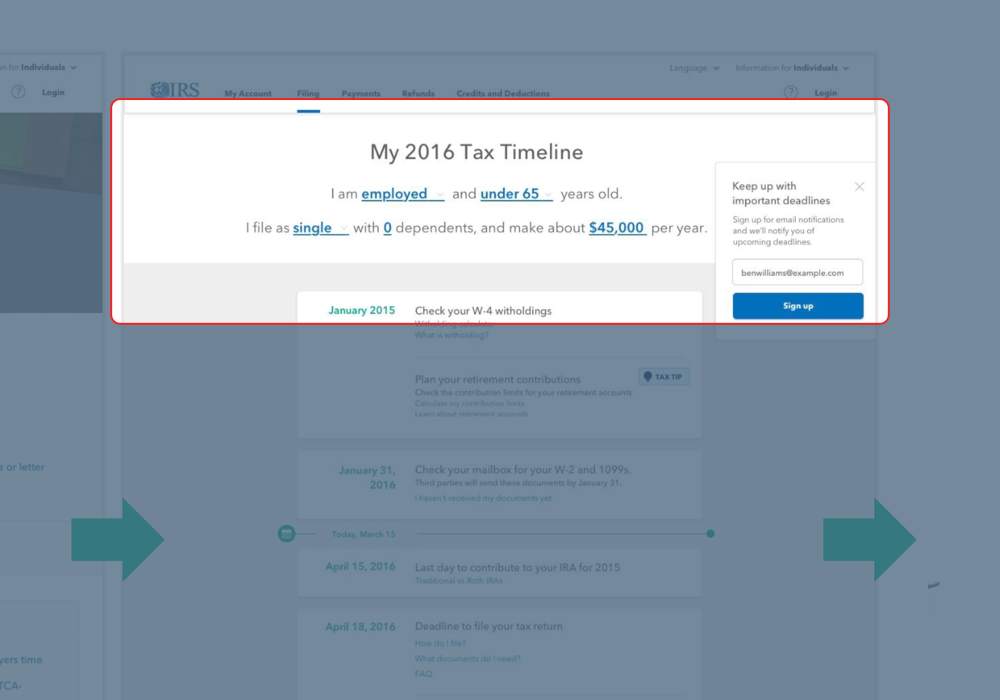 n for Individuals
Login
e or letter
yers time
TCA-
Language
Information for Individuals
IRS
My Account
Filing
Payments
Refunds
Credits and Deductions
?
Login
My 2016 Tax Timeline
I am employed and under 65 years old.
I file as single with 0 dependents, and make about $45,000 per year.
Keep up with
important deadlines
Sign up for email notifications
and we'll notify you of
upcoming deadlines.
benwilliams@example.com
Sign up
January 2015
Check your W-4 witholdings
Witholding calculator
What is witholding?
Plan your retirement contributions
TAX TIP
Check the contribution limits for your retirement accounts
Calculate my contribution limits
Learn about retirement accounts
January 31,
2016
Check your mailbox for your W-2 and 1099s.
Third parties will send these documents by January 31.
I haven't received my documents yet
Today, March 15
April 15, 2016
Last day to contribute to your IRA for 2015
Traditional vs Roth IRAs
April 18, 2016
Deadline to file your tax return
How do I file?
What documents do I need?
FAQ